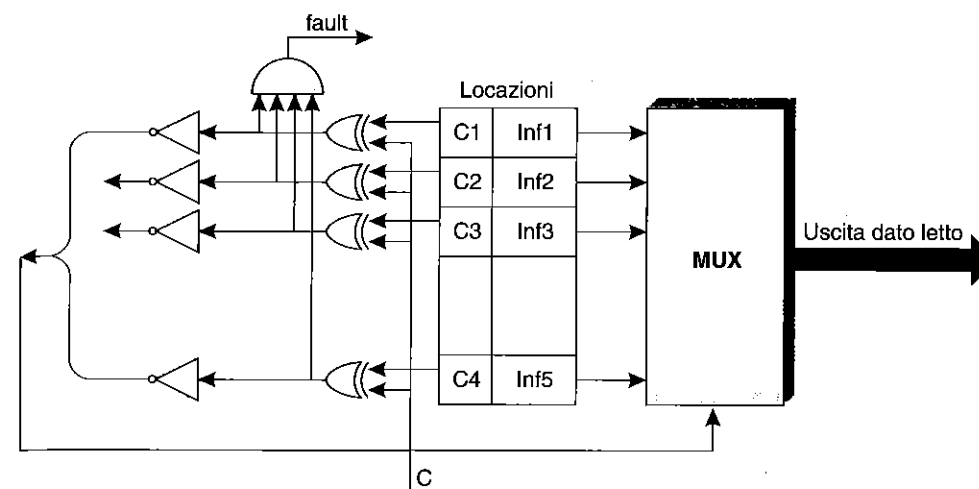 fault
Locazioni
C1 Inf1
C2 Inf2
C3 Inf3
C4 Inf5
MUX
Uscita dato letto
C